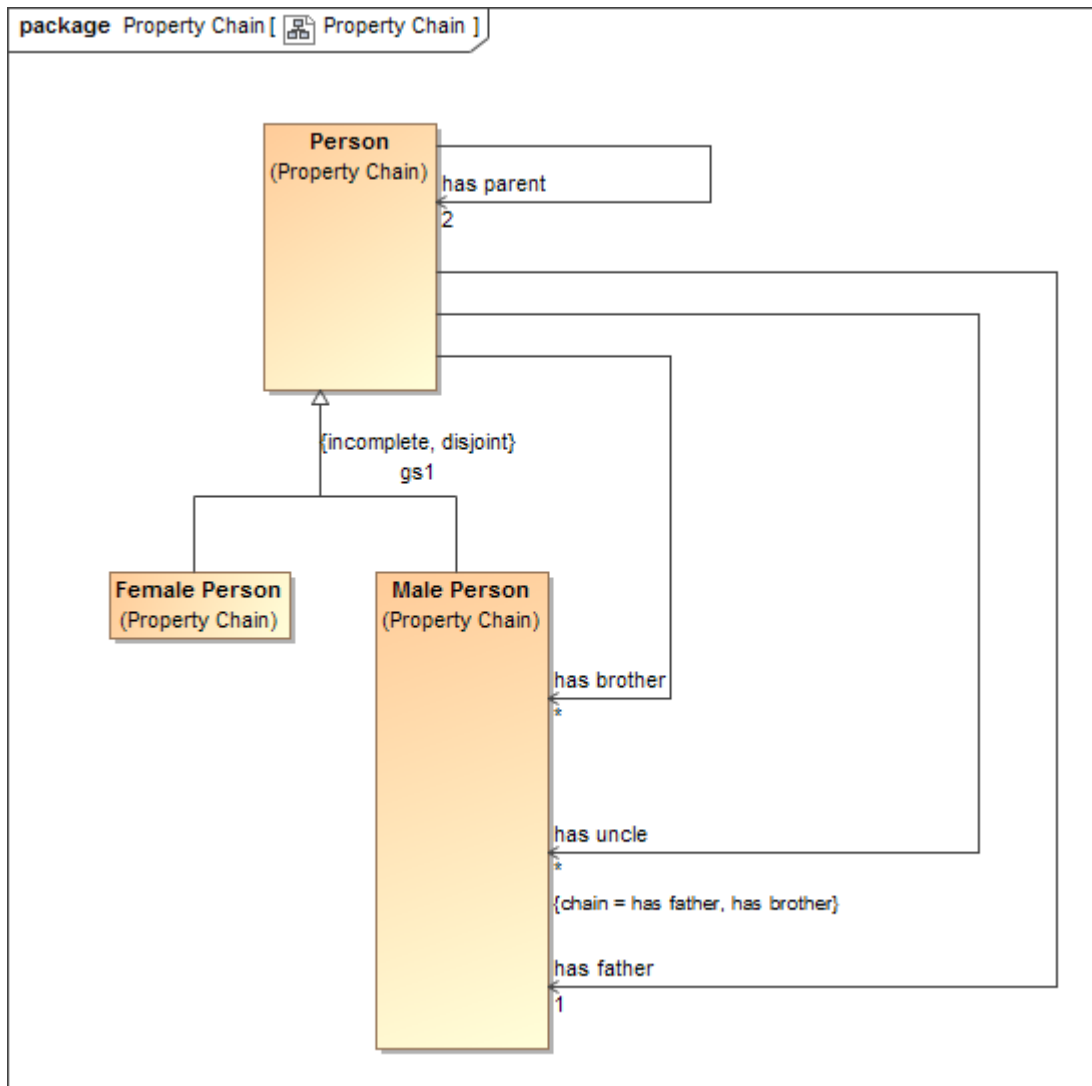 package Property Chain [ Property Chain ]
Person
(Property Chain)
has parent
2
{incomplete, disjoint}
gs1
Female Person
(Property Chain)
Male Person
(Property Chain)
has brother
*
has uncle
*
{chain = has father, has brother}
has father
1